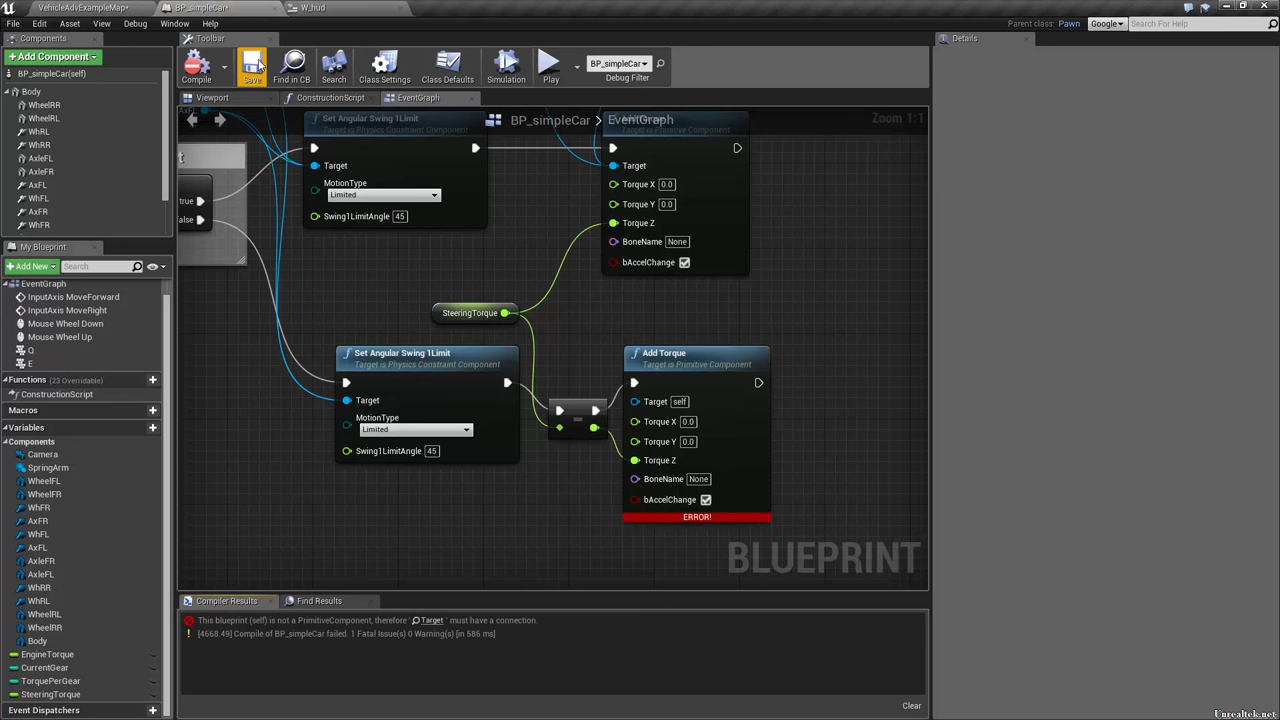 VehicleAdvExampleMap*
BP_simpleCar*
W_hud
File Edit Asset View Debug Window Help
Parent class: Pawn
Google
Search For Help
Components
Toolbar
Details
Add Component
BP_simpleCar(self)
Body
WheelRR
WheelRL
WhRL
WhRR
AxleFL
AxleFR
AxFL
WhFL
AxFR
WhFR
Compile
Save
Find in CB
Search
Class Settings
Class Defaults
Simulation
Play
BP_simpleCar
Debug Filter
Viewport
ConstructionScript
EventGraph
BP_simpleCar > EventGraph
Zoom 1:1
Set Angular Swing 1Limit
Target is Physics Constraint Component
Target
MotionType
Limited
Swing1LimitAngle 45
true
Target is Primitive Component
Target
Torque X 0.0
Torque Y 0.0
Torque Z
BoneName None
bAccelChange
SteeringTorque
Set Angular Swing 1Limit
Target is Physics Constraint Component
Target
MotionType
Limited
Swing1LimitAngle 45
Add Torque
Target is Primitive Component
Target self
Torque X 0.0
Torque Y 0.0
Torque Z
BoneName None
bAccelChange
ERROR!
BLUEPRINT
My Blueprint
Add New
Search
EventGraph
InputAxis MoveForward
InputAxis MoveRight
Mouse Wheel Down
Mouse Wheel Up
Q
E
Functions (23 Overridable)
ConstructionScript
Macros
Variables
Components
Camera
SpringArm
WheelFL
WheelFR
WhFR
AxFR
WhFL
AxFL
AxleFR
AxleFL
WhRR
WhRL
WheelRL
WheelRR
Body
EngineTorque
CurrentGear
TorquePerGear
SteeringTorque
Event Dispatchers
Compiler Results
Find Results
This blueprint (self) is not a PrimitiveComponent, therefore ' Target ' must have a connection.
[4668.49] Compile of BP_simpleCar failed. 1 Fatal Issue(s) 0 Warning(s) [in 586 ms]
Clear
Unrealtek.net